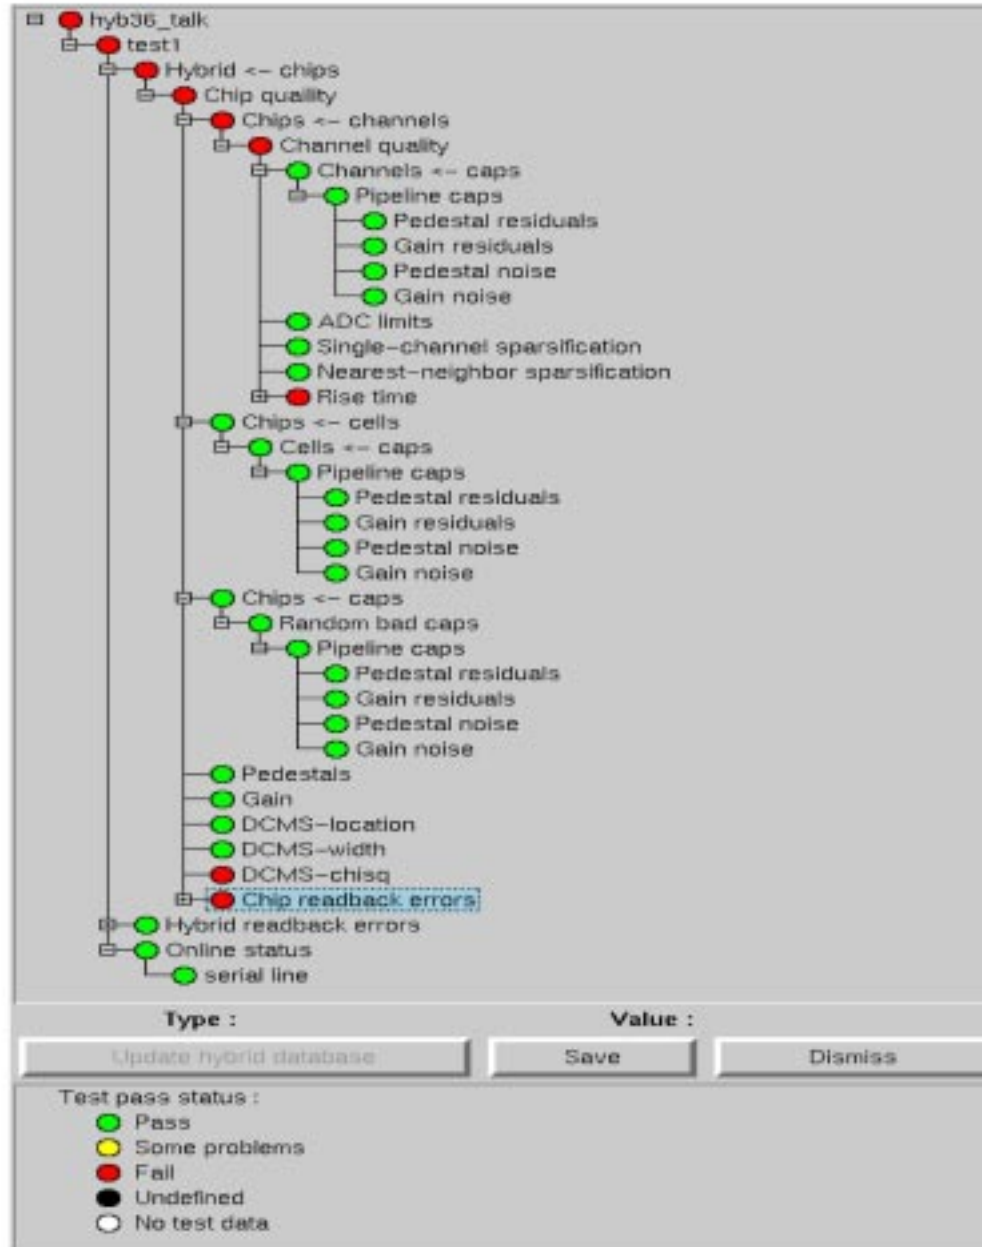 hyb36_talk
test1
Hybrid <- chips
Chip quaility
Chips <- channels
Channel quality
Channels <- caps
Pipeline caps
Pedestal residuals
Gain residuals
Pedestal noise
Gain noise
ADC limits
Single-channel sparsification
Nearest-neighbor sparsification
Rise time
Chips <- cells
Cells <- caps
Pipeline caps
Pedestal residuals
Gain residuals
Pedestal noise
Gain noise
Chips <- caps
Random bad caps
Pipeline caps
Pedestal residuals
Gain residuals
Pedestal noise
Gain noise
Pedestals
Gain
DCMS-location
DCMS-width
DCMS-chisq
Chip readback errors
Hybrid readback errors
Online status
serial line
Type : Value :
Update hybrid database Save Dismiss
Test pass status :
Pass
Some problems
Fail
Undefined
No test data